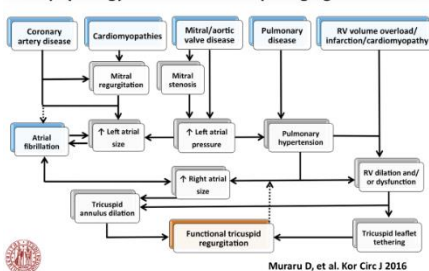 Coronary
artery disease
Cardiomyopathies
Mitral/aortic
valve disease
Pulmonary
disease
RV volume overload/
infarction/cardiomyopathy
Mitral
regurgitation
Mitral
stenosis
Atrial
fibrillation
↑ Left atrial
size
↑ Left atrial
pressure
Pulmonary
hypertension
↑ Right atrial
size
RV dilation and/
or dysfunction
Tricuspid
annulus dilation
Functional tricuspid
regurgitation
Tricuspid leaflet
tethering
Muraru D, et al. Kor Circ J 2016